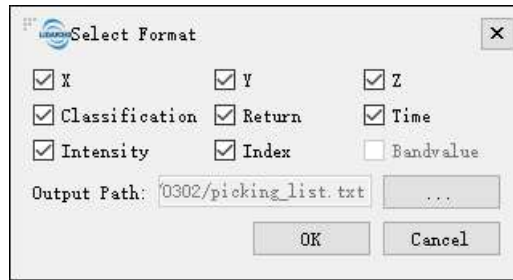 Select Format
X Y Z
Classification Return Time
Intensity Index Bandvalue
Output Path: 0302/picking_list.txt ...
OK Cancel